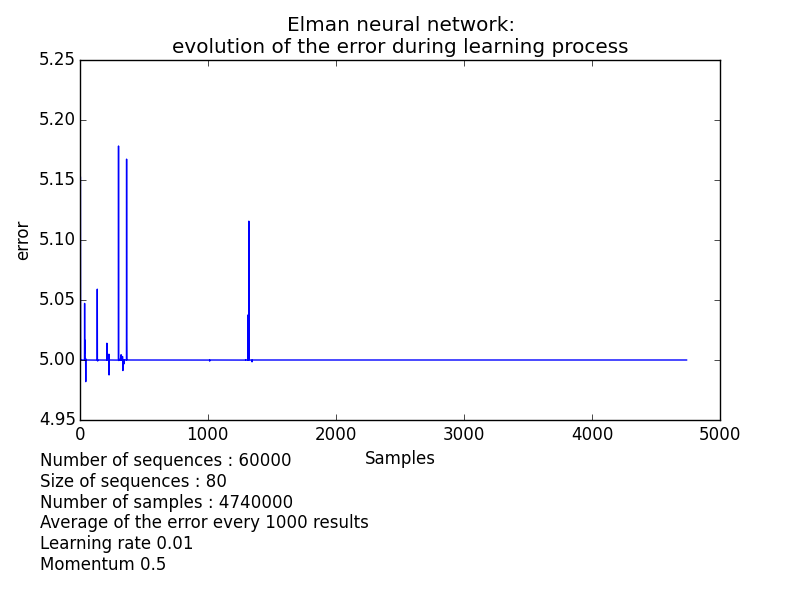 Elman neural network:
evolution of the error during learning process
5.25
5.20
5.15
5.10
5.05
5.00
4.95
error
0 1000 2000 3000 4000 5000
Samples
Number of sequences : 60000
Size of sequences : 80
Number of samples : 4740000
Average of the error every 1000 results
Learning rate 0.01
Momentum 0.5